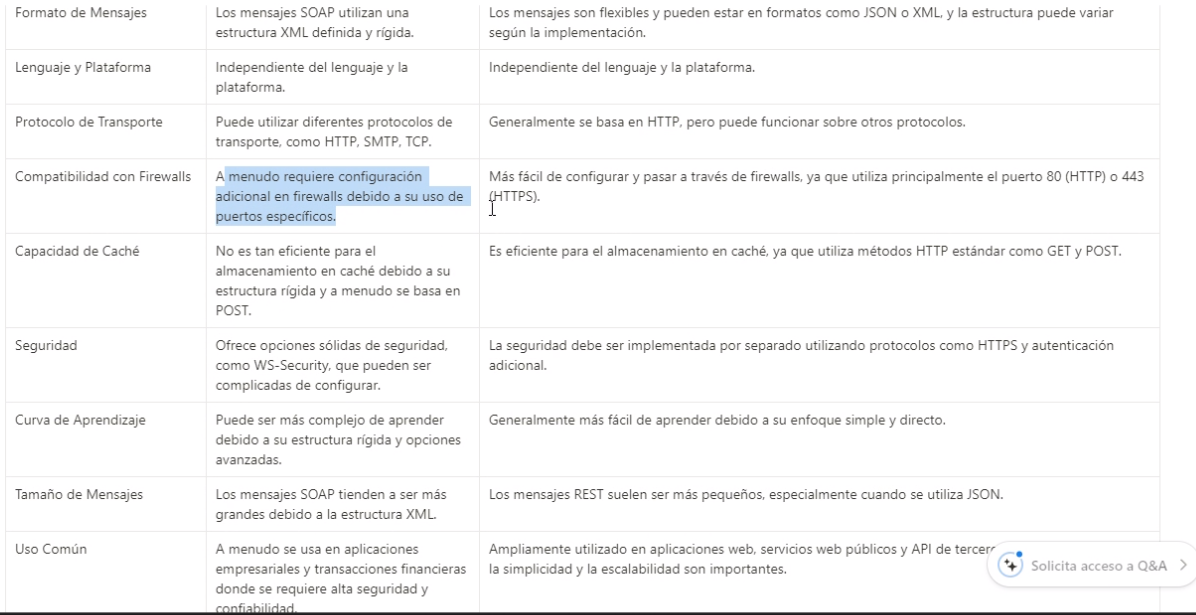 Formato de Mensajes
Los mensajes SOAP utilizan una
estructura XML definida y rígida.
Los mensajes son flexibles y pueden estar en formatos como JSON o XML, y la estructura puede variar
según la implementación.
Lenguaje y Plataforma
Independiente del lenguaje y la
plataforma.
Independiente del lenguaje y la plataforma.
Protocolo de Transporte
Puede utilizar diferentes protocolos de
transporte, como HTTP, SMTP, TCP.
Generalmente se basa en HTTP, pero puede funcionar sobre otros protocolos.
Compatibilidad con Firewalls
A menudo requiere configuración
adicional en firewalls debido a su uso de
puertos específicos.
Más fácil de configurar y pasar a través de firewalls, ya que utiliza principalmente el puerto 80 (HTTP) o 443
(HTTPS).
Capacidad de Caché
No es tan eficiente para el
almacenamiento en caché debido a su
estructura rígida y a menudo se basa en
POST.
Es eficiente para el almacenamiento en caché, ya que utiliza métodos HTTP estándar como GET y POST.
Seguridad
Ofrece opciones sólidas de seguridad,
como WS-Security, que pueden ser
complicadas de configurar.
La seguridad debe ser implementada por separado utilizando protocolos como HTTPS y autenticación
adicional.
Curva de Aprendizaje
Puede ser más complejo de aprender
debido a su estructura rígida y opciones
avanzadas.
Generalmente más fácil de aprender debido a su enfoque simple y directo.
Tamaño de Mensajes
Los mensajes SOAP tienden a ser más
grandes debido a la estructura XML.
Los mensajes REST suelen ser más pequeños, especialmente cuando se utiliza JSON.
Uso Común
A menudo se usa en aplicaciones
empresariales y transacciones financieras
donde se requiere alta seguridad y
confiabilidad.
Ampliamente utilizado en aplicaciones web, servicios web públicos y API de
la simplicidad y la escalabilidad son importantes.
Solicita acceso a Q&A